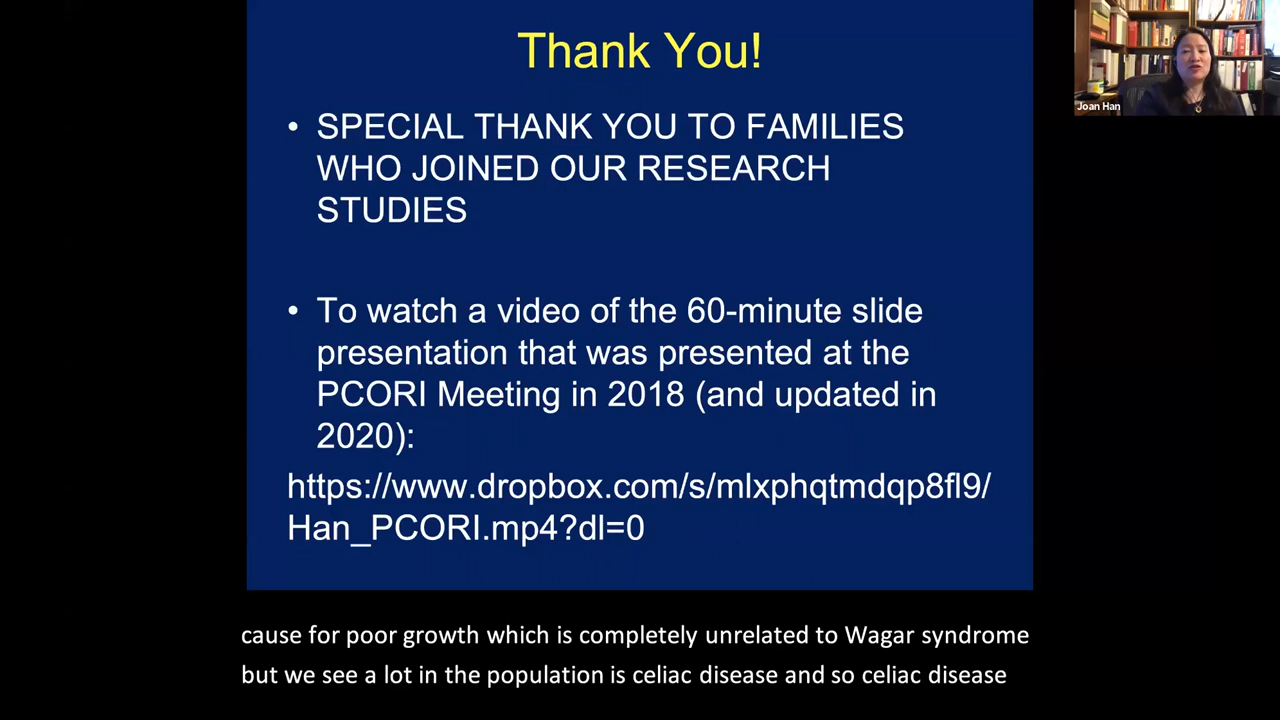 Thank You!
• SPECIAL THANK YOU TO FAMILIES
WHO JOINED OUR RESEARCH
STUDIES
• To watch a video of the 60-minute slide
presentation that was presented at the
PCORI Meeting in 2018 (and updated in
2020):
https://www.dropbox.com/s/mlxphqtmdqp8fl9/
Han_PCORI.mp4?dl=0
Joan Han
cause for poor growth which is completely unrelated to Wagar syndrome
but we see a lot in the population is celiac disease and so celiac disease